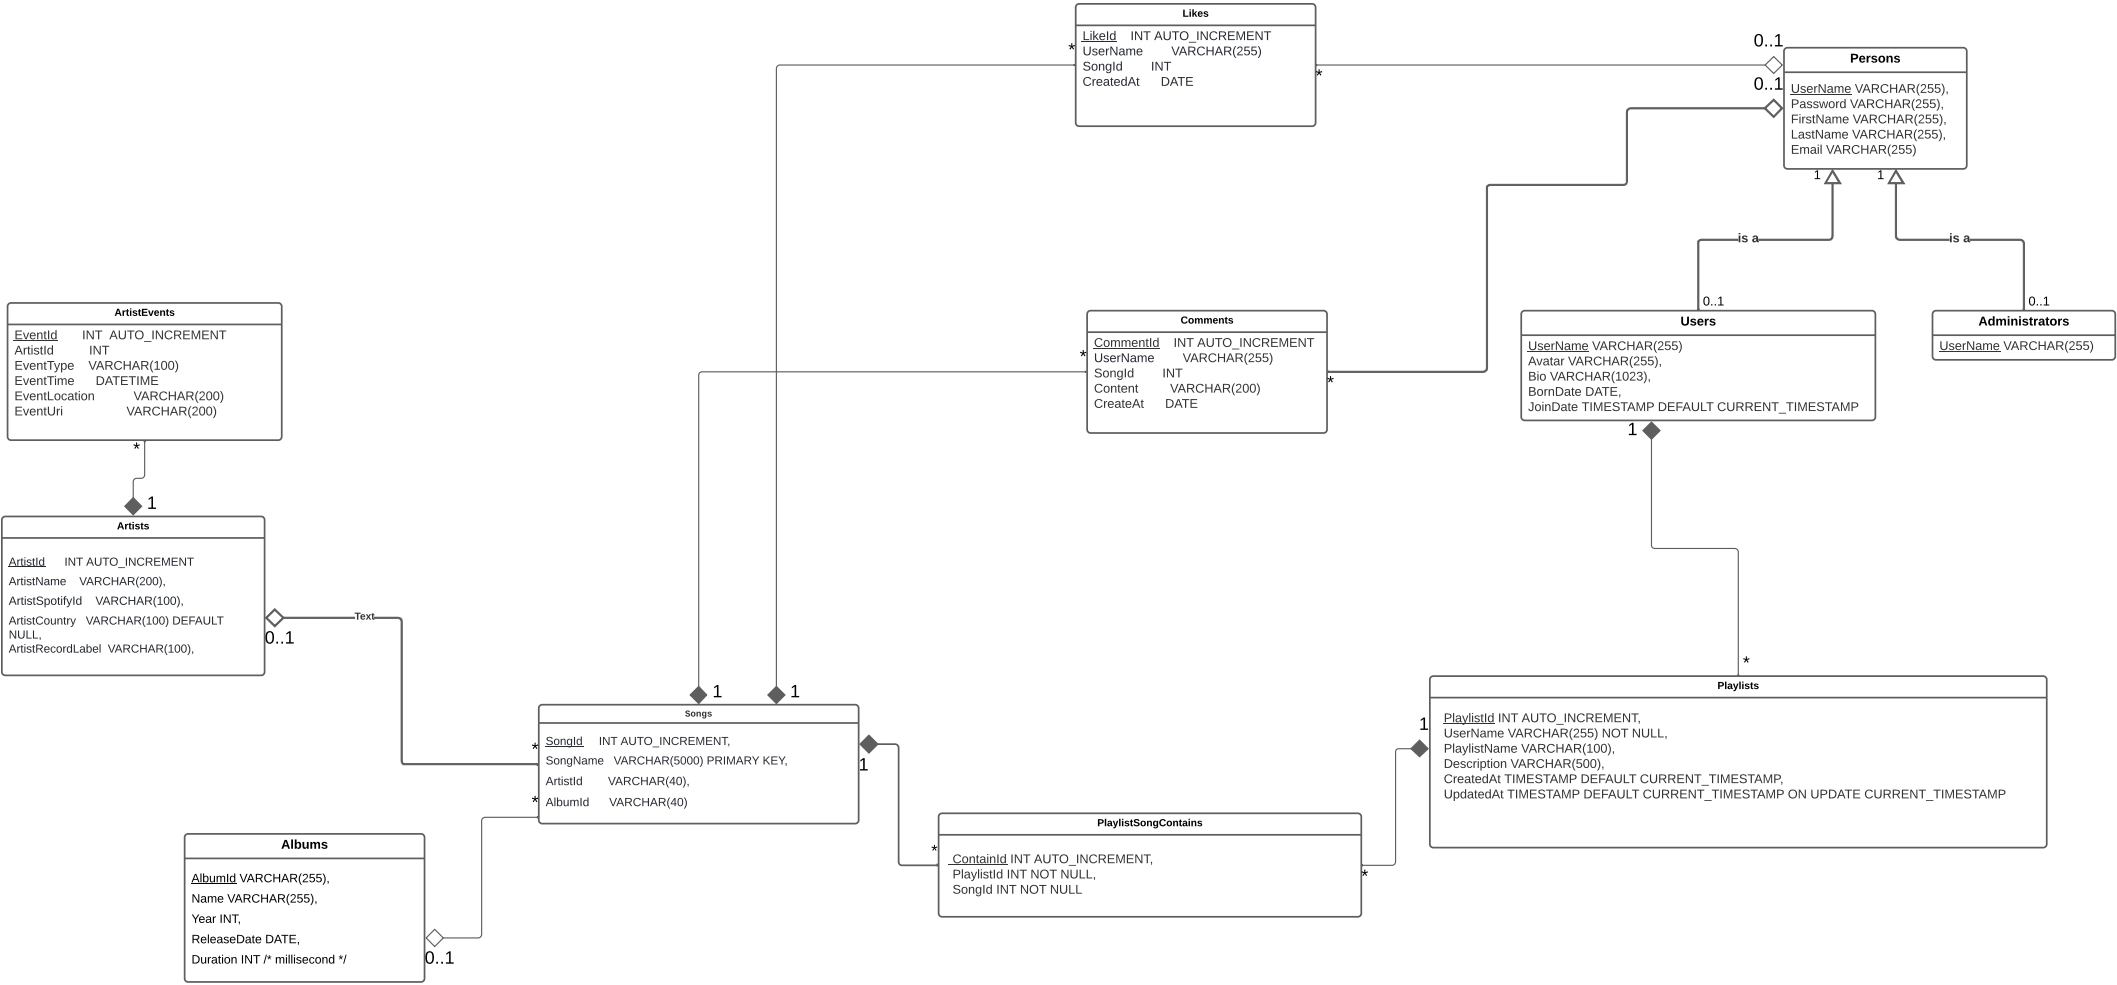 Likes
LikeId INT AUTO_INCREMENT
UserName VARCHAR(255)
SongId INT
CreatedAt DATE
*
*
0..1
0..1
Persons
UserName VARCHAR(255),
Password VARCHAR(255),
FirstName VARCHAR(255),
LastName VARCHAR(255),
Email VARCHAR(255)
1
1
is a
is a
0..1
0..1
ArtistEvents
EventId INT AUTO_INCREMENT
ArtistId INT
EventType VARCHAR(100)
EventTime DATETIME
EventLocation VARCHAR(200)
EventUri VARCHAR(200)
*
1
Comments
CommentId INT AUTO_INCREMENT
UserName VARCHAR(255)
SongId INT
Content VARCHAR(200)
CreateAt DATE
*
*
Users
UserName VARCHAR(255)
Avatar VARCHAR(255),
Bio VARCHAR(1023),
BornDate DATE,
JoinDate TIMESTAMP DEFAULT CURRENT_TIMESTAMP
1
*
Administrators
UserName VARCHAR(255)
Artists
ArtistId INT AUTO_INCREMENT
ArtistName VARCHAR(200),
ArtistSpotifyId VARCHAR(100),
ArtistCountry VARCHAR(100) DEFAULT
NULL,
ArtistRecordLabel VARCHAR(100),
0..1
Text
*
1
1
Songs
SongId INT AUTO_INCREMENT,
SongName VARCHAR(5000) PRIMARY KEY,
ArtistId VARCHAR(40),
AlbumId VARCHAR(40)
*
1
Playlists
PlaylistId INT AUTO_INCREMENT,
UserName VARCHAR(255) NOT NULL,
PlaylistName VARCHAR(100),
Description VARCHAR(500),
CreatedAt TIMESTAMP DEFAULT CURRENT_TIMESTAMP,
UpdatedAt TIMESTAMP DEFAULT CURRENT_TIMESTAMP ON UPDATE CURRENT_TIMESTAMP
1
Albums
AlbumId VARCHAR(255),
Name VARCHAR(255),
Year INT,
ReleaseDate DATE,
Duration INT /* millisecond */
0..1
PlaylistSongContains
ContainId INT AUTO_INCREMENT,
PlaylistId INT NOT NULL,
SongId INT NOT NULL
*
*